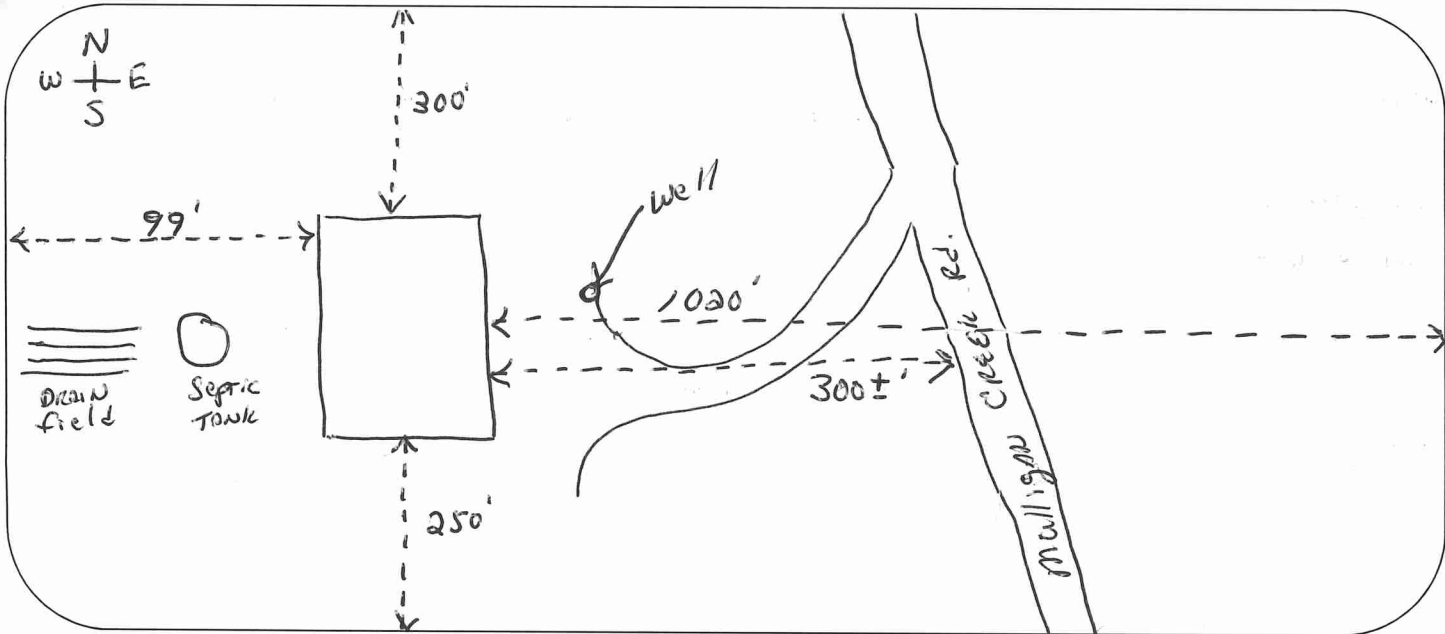 N
W E
S
300'
Well
99'
1020'
300±'
DRAIN
field
Septic
TANK
250'
Mulligan CREEK Rd.